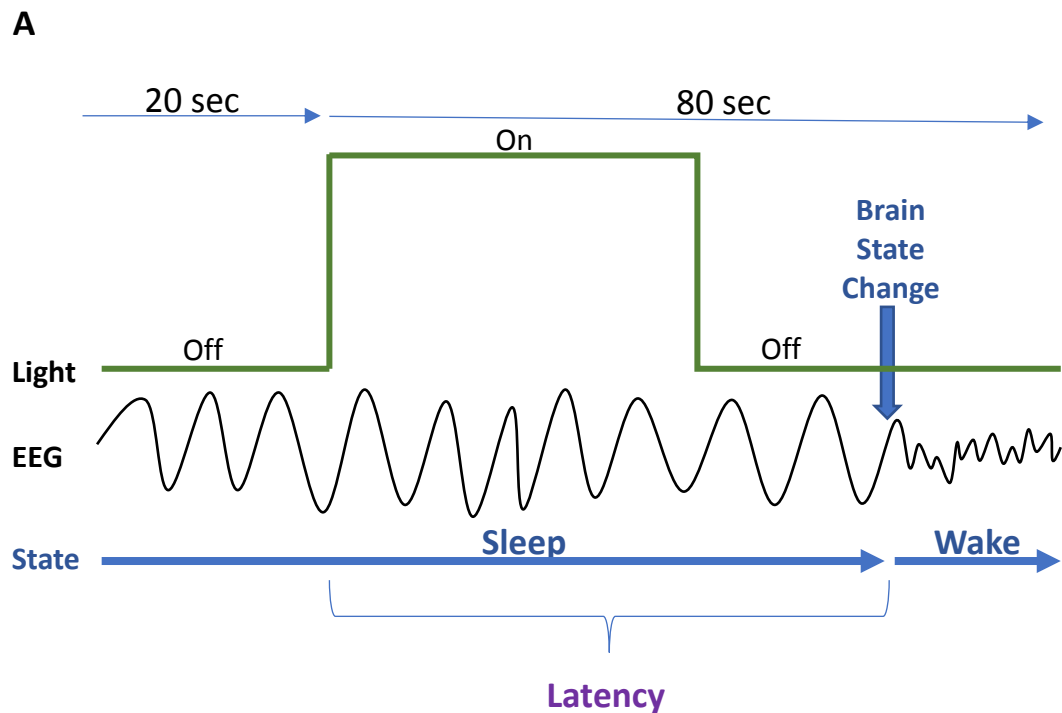 A
20 sec
80 sec
On
Brain
State
Change
Off
Off
Light
EEG
Sleep
Wake
State
Latency